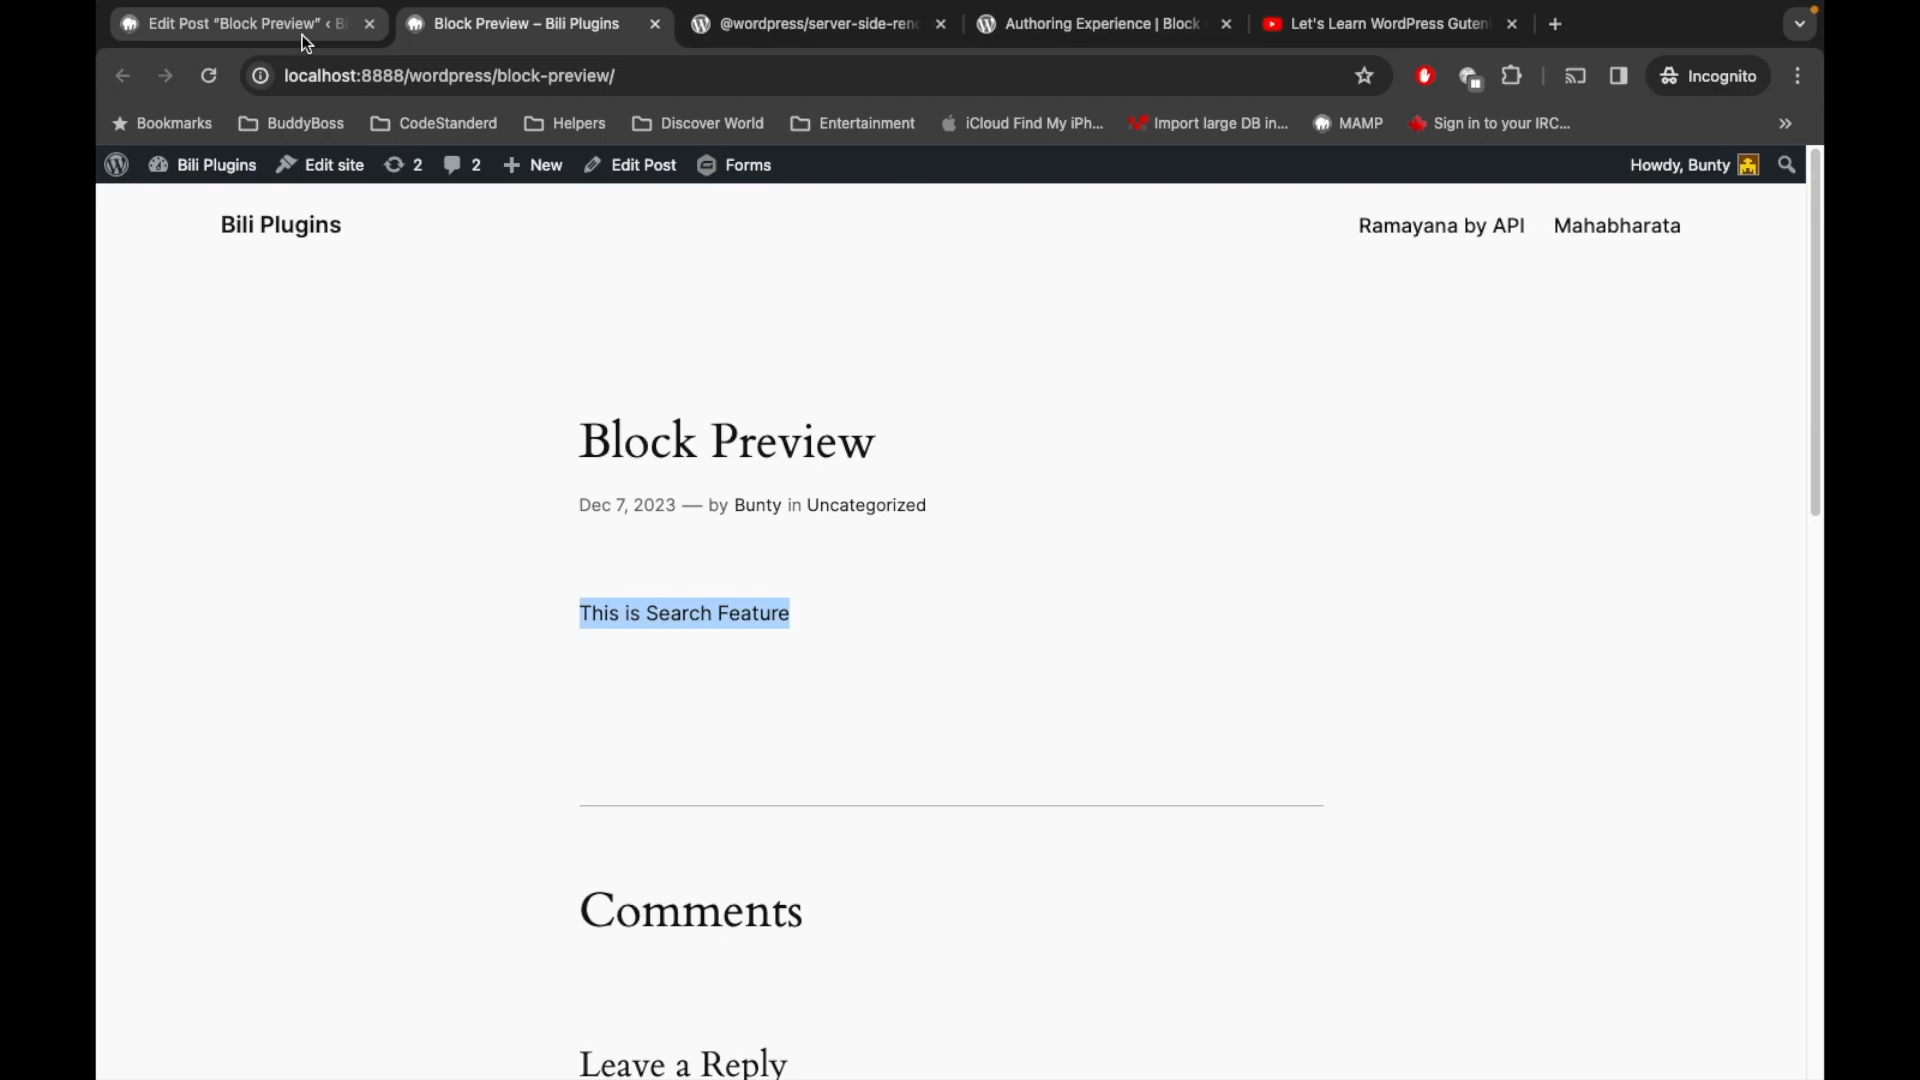 Edit Post "Block Preview" ‹ Bi
Block Preview – Bili Plugins
@wordpress/server-side-ren
Authoring Experience | Block
Let's Learn WordPress Guten
localhost:8888/wordpress/block-preview/
Incognito
Bookmarks
BuddyBoss
CodeStanderd
Helpers
Discover World
Entertainment
iCloud Find My iPh...
Import large DB in...
MAMP
Sign in to your IRC...
Bili Plugins
Edit site
2
2
New
Edit Post
Forms
Howdy, Bunty
Bili Plugins
Ramayana by API
Mahabharata
Block Preview
Dec 7, 2023 — by Bunty in Uncategorized
This is Search Feature
Comments
Leave a Reply